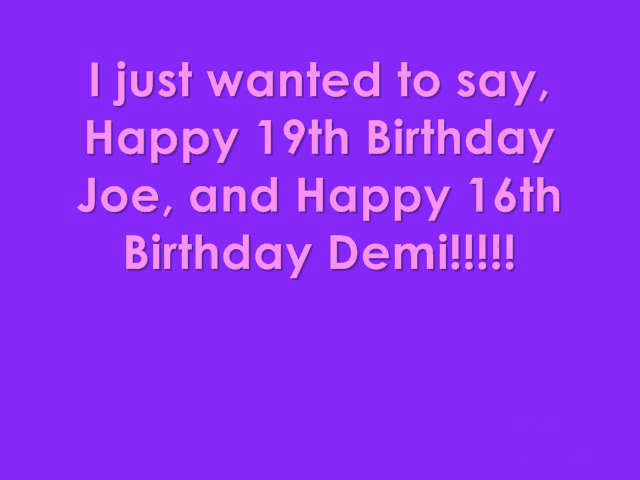 I just wanted to say,
Happy 19th Birthday
Joe, and Happy 16th
Birthday Demi!!!!!